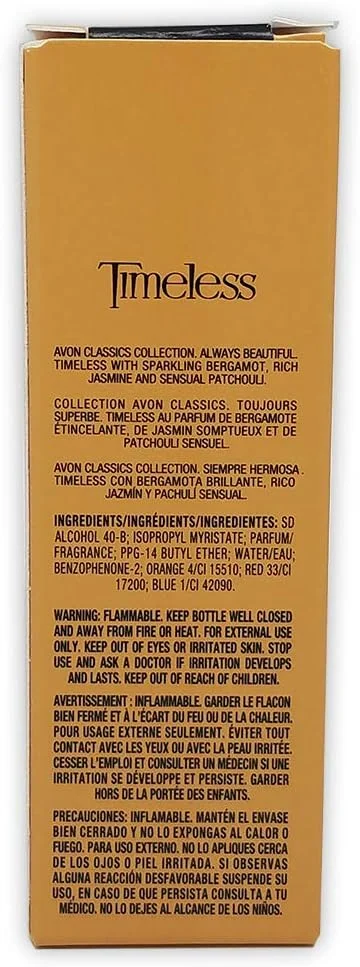 Timeless
AVON CLASSICS COLLECTION. ALWAYS BEAUTIFUL.
TIMELESS WITH SPARKLING BERGAMOT, RICH
JASMINE AND SENSUAL PATCHOULI.
COLLECTION AVON CLASSICS. TOUJOURS
SUPERBE. TIMELESS AU PARFUM DE BERGAMOTE
ÉTINCELANTE, DE JASMIN SOMPTUEUX ET DE
PATCHOULI SENSUEL.
AVON CLASSICS COLLECTION. SIEMPRE HERMOSA.
TIMELESS CON BERGAMOTA BRILLANTE, RICO
JAZMÍN Y PACHULÍ SENSUAL.
INGREDIENTS/INGRÉDIENTS/INGREDIENTES: SD
ALCOHOL 40-B; ISOPROPYL MYRISTATE; PARFUM/
FRAGRANCE; PPG-14 BUTYL ETHER; WATER/EAU;
BENZOPHENONE-2; ORANGE 4/CI 15510; RED 33/CI
17200; BLUE 1/CI 42090.
WARNING: FLAMMABLE. KEEP BOTTLE WELL CLOSED
AND AWAY FROM FIRE OR HEAT. FOR EXTERNAL USE
ONLY. KEEP OUT OF EYES OR IRRITATED SKIN. STOP
USE AND ASK A DOCTOR IF IRRITATION DEVELOPS
AND LASTS. KEEP OUT OF REACH OF CHILDREN.
AVERTISSEMENT : INFLAMMABLE. GARDER LE FLACON
BIEN FERMÉ ET À L'ÉCART DU FEU OU DE LA CHALEUR.
POUR USAGE EXTERNE SEULEMENT. ÉVITER TOUT
CONTACT AVEC LES YEUX OU AVEC LA PEAU IRRITÉE.
CESSER L'EMPLOI ET CONSULTER UN MÉDECIN SI UNE
IRRITATION SE DÉVELOPPE ET PERSISTE. GARDER
HORS DE LA PORTÉE DES ENFANTS.
PRECAUCIONES: INFLAMABLE. MANTÉN EL ENVASE
BIEN CERRADO Y NO LO EXPONGAS AL CALOR O
FUEGO. PARA USO EXTERNO. NO LO APLIQUES CERCA
DE LOS OJOS O PIEL IRRITADA. SI OBSERVAS
ALGUNA REACCIÓN DESFAVORABLE SUSPENDE SU
USO, EN CASO DE QUE PERSISTA CONSULTA A TU
MÉDICO. NO LO DEJES AL ALCANCE DE LOS NIÑOS.